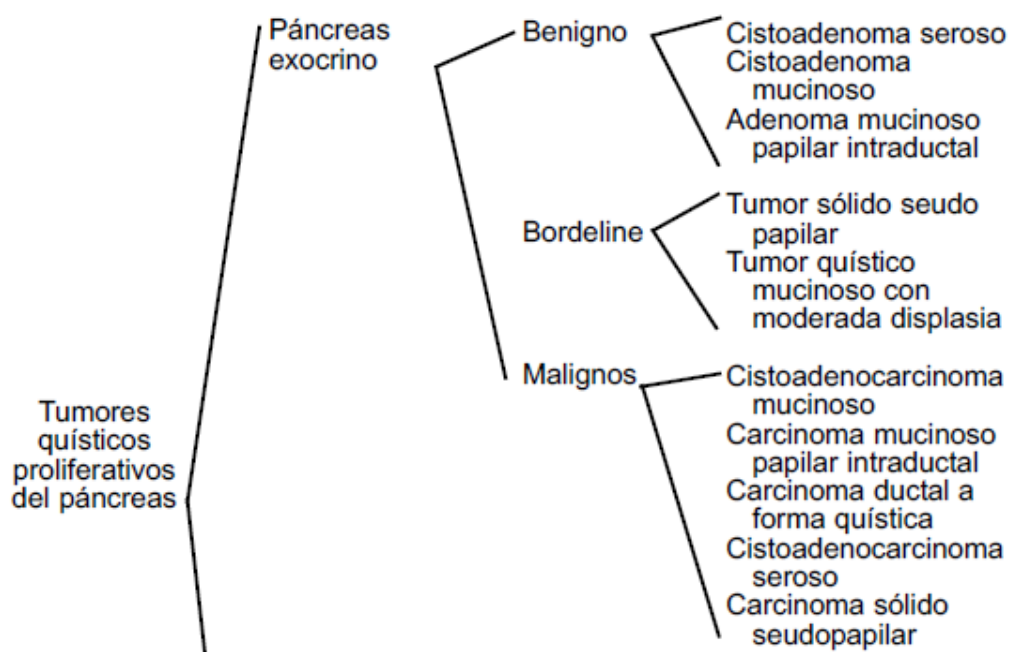 Páncreas
exocrino
Benigno
Cistoadenoma seroso
Cistoadenoma
mucinoso
Adenoma mucinoso
papilar intraductal
Bordeline
Tumor sólido seudo
papilar
Tumor quístico
mucinoso con
moderada displasia
Malignos
Cistoadenocarcinoma
mucinoso
Carcinoma mucinoso
papilar intraductal
Carcinoma ductal a
forma quística
Cistoadenocarcinoma
seroso
Carcinoma sólido
seudopapilar
Tumores
quísticos
proliferativos
del páncreas